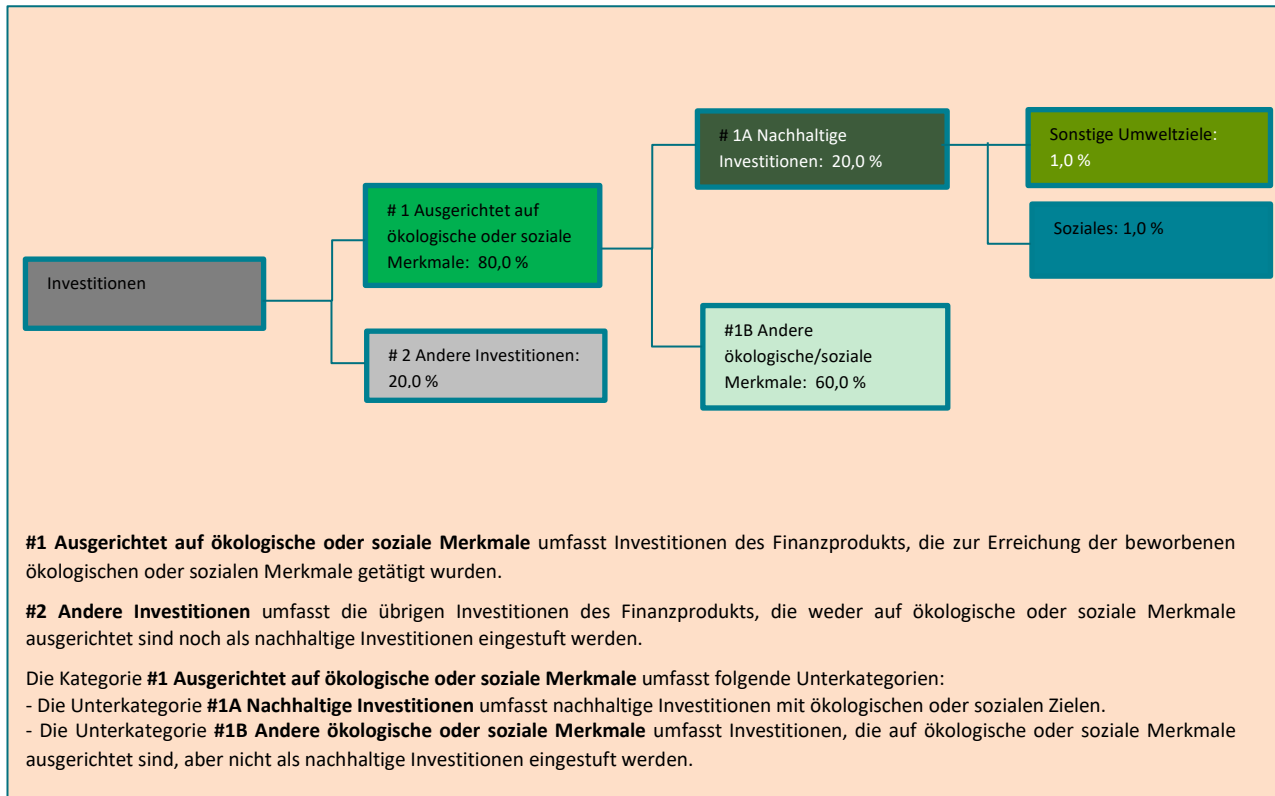 # 1A Nachhaltige
Investitionen:  20,0 %
Sonstige Umweltziele:
1,0 %
# 1 Ausgerichtet auf
ökologische oder soziale
Merkmale:  80,0 %
Soziales: 1,0 %
Investitionen
#1B Andere
ökologische/soziale
Merkmale:  60,0 %
# 2 Andere Investitionen:
20,0 %
#1 Ausgerichtet auf ökologische oder soziale Merkmale umfasst Investitionen des Finanzprodukts, die zur Erreichung der beworbenen
ökologischen oder sozialen Merkmale getätigt wurden.
#2 Andere Investitionen umfasst die übrigen Investitionen des Finanzprodukts, die weder auf ökologische oder soziale Merkmale
ausgerichtet sind noch als nachhaltige Investitionen eingestuft werden.
Die Kategorie #1 Ausgerichtet auf ökologische oder soziale Merkmale umfasst folgende Unterkategorien:
- Die Unterkategorie #1A Nachhaltige Investitionen umfasst nachhaltige Investitionen mit ökologischen oder sozialen Zielen.
- Die Unterkategorie #1B Andere ökologische oder soziale Merkmale umfasst Investitionen, die auf ökologische oder soziale Merkmale
ausgerichtet sind, aber nicht als nachhaltige Investitionen eingestuft werden.